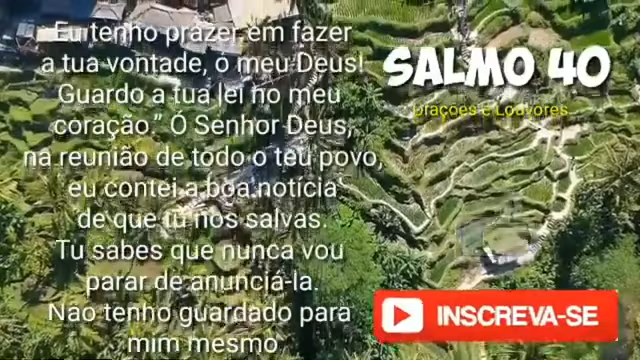 Eu tenho prazer em fazer
a tua vontade, ó meu Deus!
Guardo a tua lei no meu
coração.” Ó Senhor Deus,
na reunião de todo o teu povo,
eu contei a boa notícia
de que tu nos salvas.
Tu sabes que nunca vou
parar de anunciá-la.
Não tenho guardado para
mim mesmo
SALMO 40
Orações e Louvores
INSCREVA-SE